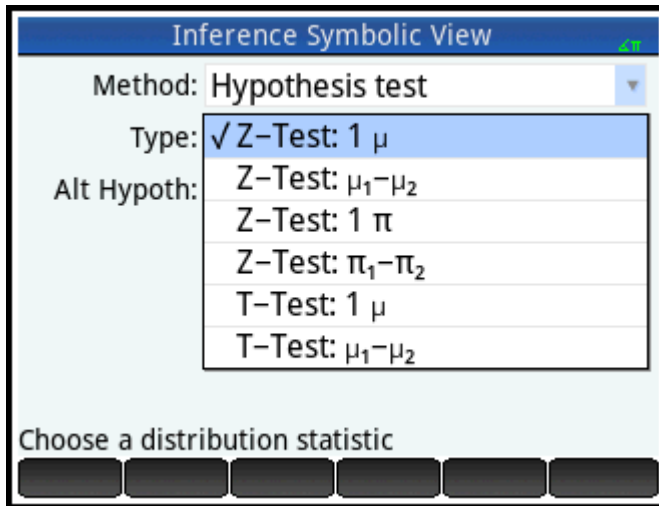 Inference Symbolic View
∡π
Method: Hypothesis test
Type: √ Z−Test: 1 μ
Z−Test: μ₁−μ₂
Alt Hypoth:
Z−Test: 1 π
Z−Test: π₁−π₂
T−Test: 1 μ
T−Test: μ₁−μ₂
Choose a distribution statistic